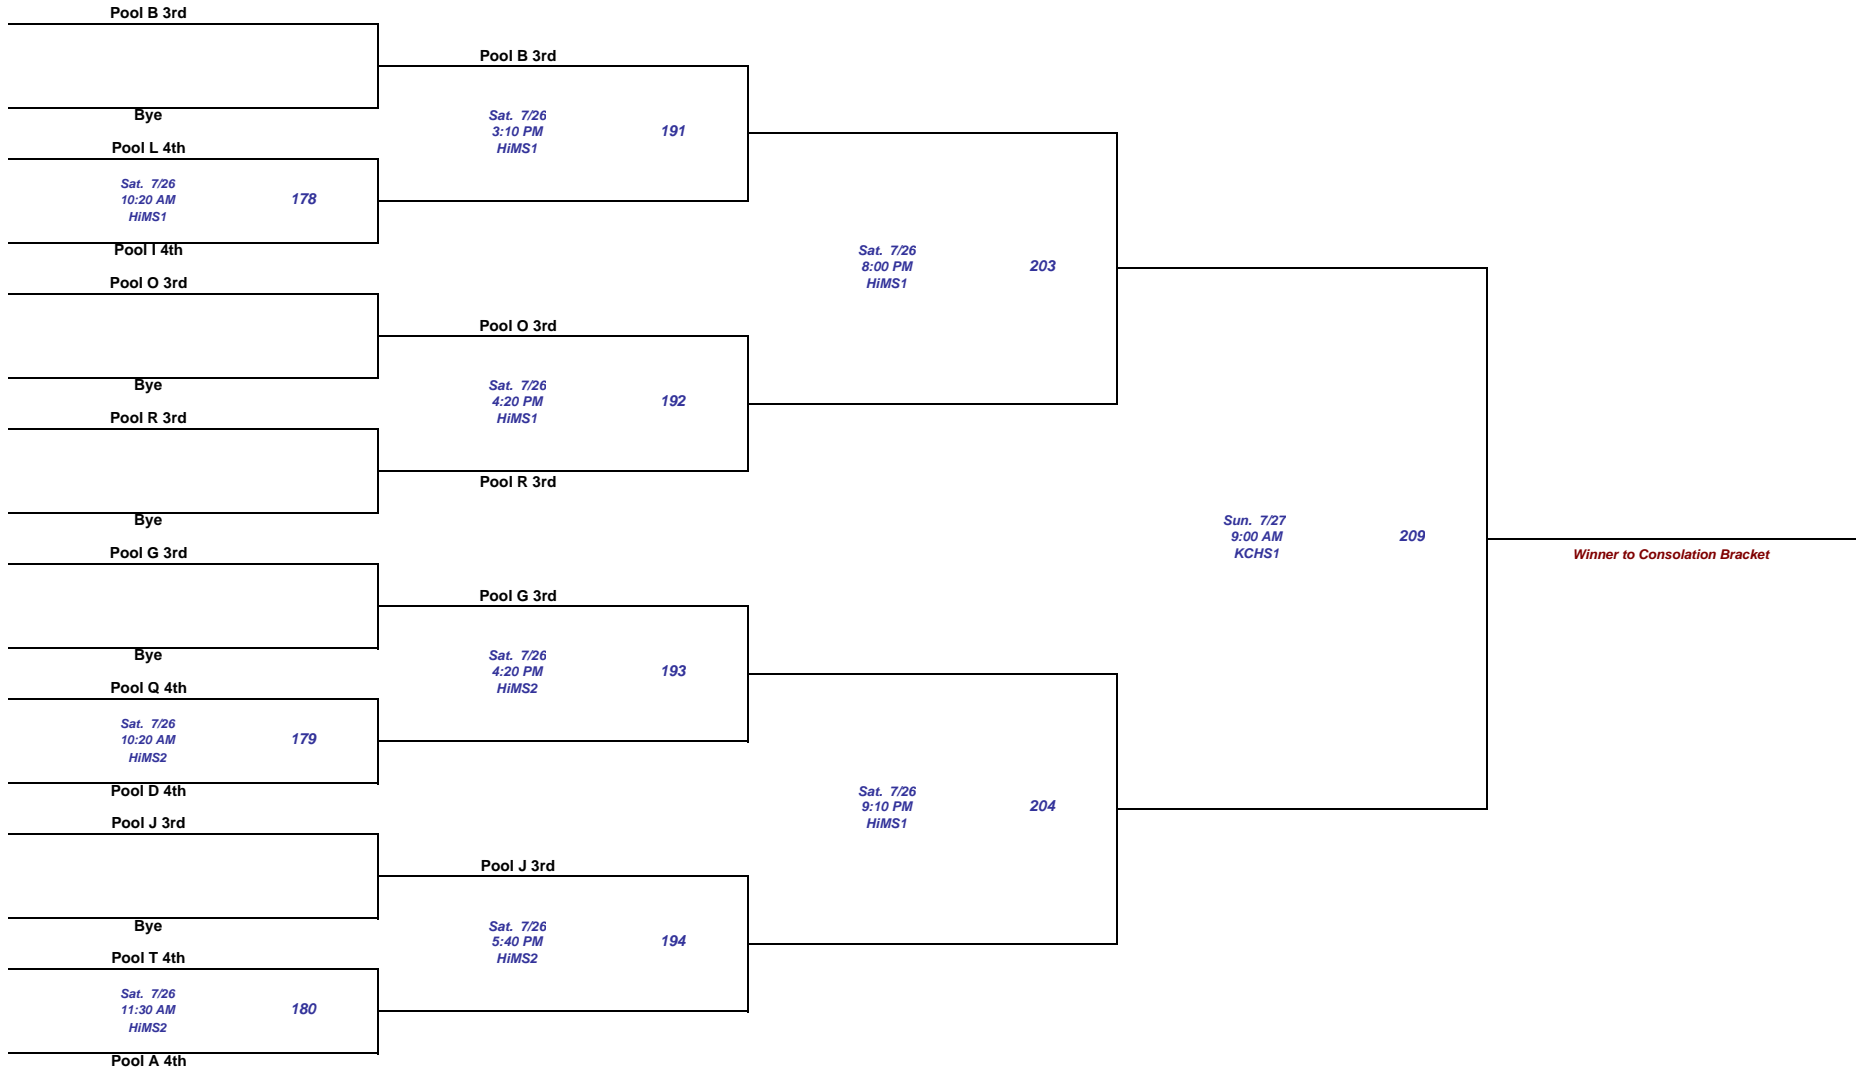 Pool B 3rd
Pool B 3rd
Bye
Sat. 7/26
3:10 PM
HiMS1
191
Pool L 4th
Sat. 7/26
10:20 AM
HiMS1
178
Pool I 4th
Sat. 7/26
8:00 PM
HiMS1
203
Pool O 3rd
Pool O 3rd
Bye
Sat. 7/26
4:20 PM
HiMS1
192
Pool R 3rd
Pool R 3rd
Bye
Sun. 7/27
9:00 AM
KCHS1
209
Winner to Consolation Bracket
Pool G 3rd
Pool G 3rd
Bye
Sat. 7/26
4:20 PM
HiMS2
193
Pool Q 4th
Sat. 7/26
10:20 AM
HiMS2
179
Pool D 4th
Sat. 7/26
9:10 PM
HiMS1
204
Pool J 3rd
Pool J 3rd
Bye
Sat. 7/26
5:40 PM
HiMS2
194
Pool T 4th
Sat. 7/26
11:30 AM
HiMS2
180
Pool A 4th